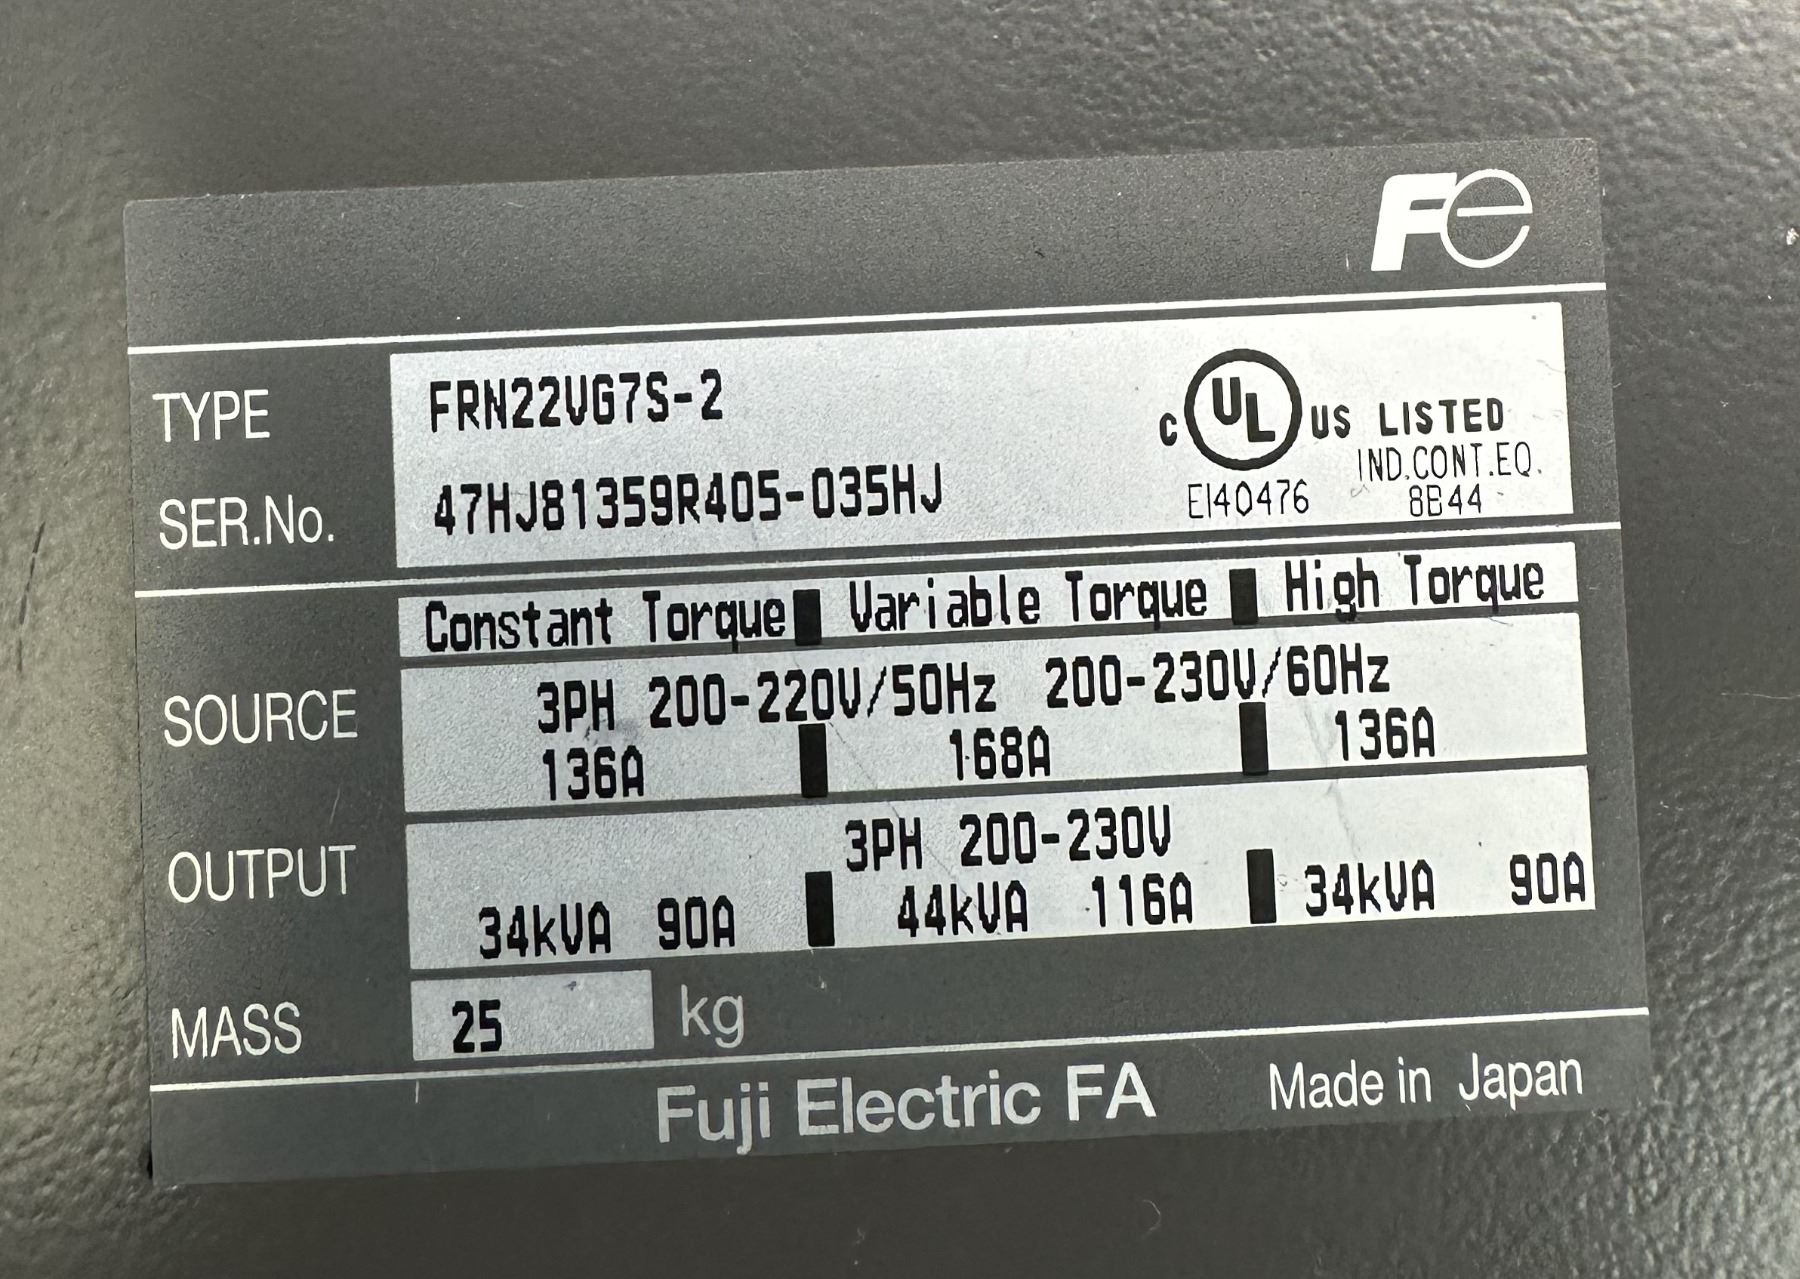 Fe
TYPE FRN22VG7S-2
SER.No. 47HJ81359R405-035HJ
c UL US LISTED
IND.CONT.EQ.
E140476 8B44
Constant Torque Variable Torque High Torque
SOURCE 3PH 200-220V/50Hz 200-230V/60Hz
136A 168A 136A
OUTPUT 3PH 200-230V
34kVA 90A 44kVA 116A 34kVA 90A
MASS 25 kg
Fuji Electric FA Made in Japan